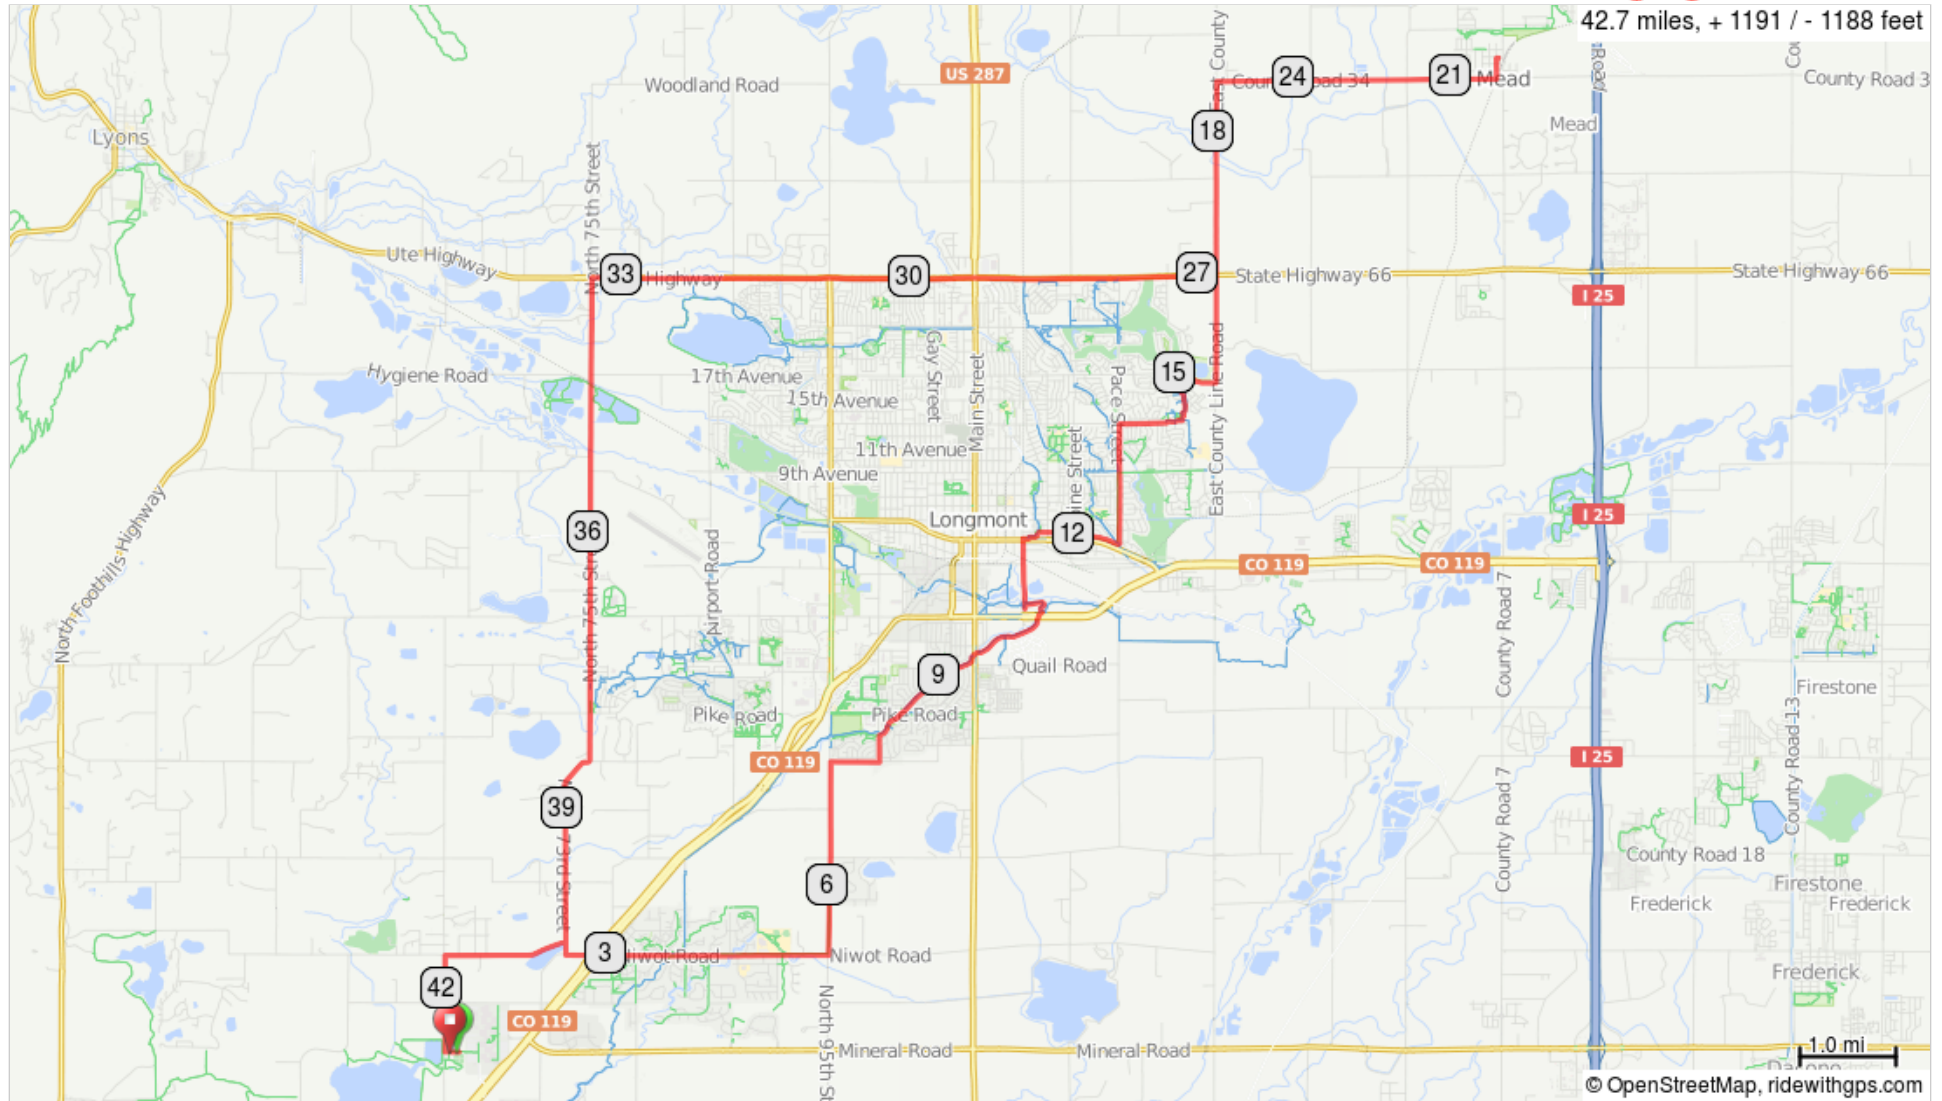 42.7 miles, + 1191 / - 1188 feet
US 287
24
21
Mead
County Road 3
Woodland Road
Mead
18
Lyons
North 75th Street
Ute Highway
33
Highway
30
27
State Highway 66
State Highway 66
I 25
Hygiene Road
17th Avenue
15th Avenue
Gay Street
Main Street
Pace Street
15
East County Line Road
11th Avenue
9th Avenue
Longmont
12
I 25
36
CO 119
CO 119
North Foothills Highway
Airport Road
County Road 7
9
Quail Road
Firestone
Pike Road
Pike Road
CO 119
I 25
County Road 13
39
73rd Street
County Road 7
County Road 18
6
Firestone
Frederick
Frederick
3
Niwot Road
Niwot Road
Frederick
42
CO 119
North 95th St
Mineral Road
Mineral Road
1.0 mi
© OpenStreetMap, ridewithgps.com